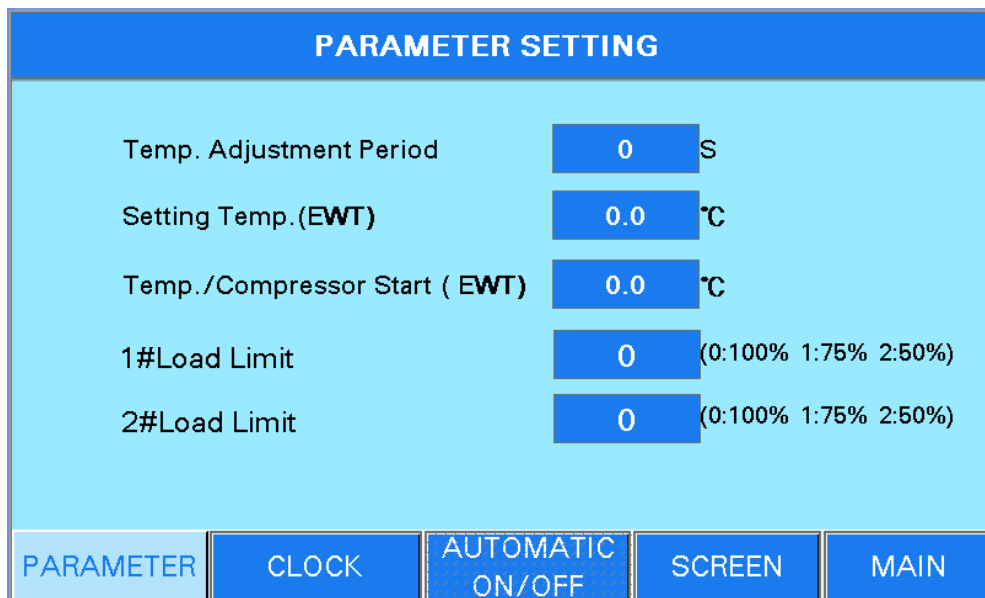 PARAMETER SETTING
Temp. Adjustment Period 0 S
Setting Temp.(EWT) 0.0 ℃
Temp./Compressor Start ( EWT) 0.0 ℃
1#Load Limit 0 (0:100% 1:75% 2:50%)
2#Load Limit 0 (0:100% 1:75% 2:50%)
PARAMETER CLOCK AUTOMATIC ON/OFF SCREEN MAIN